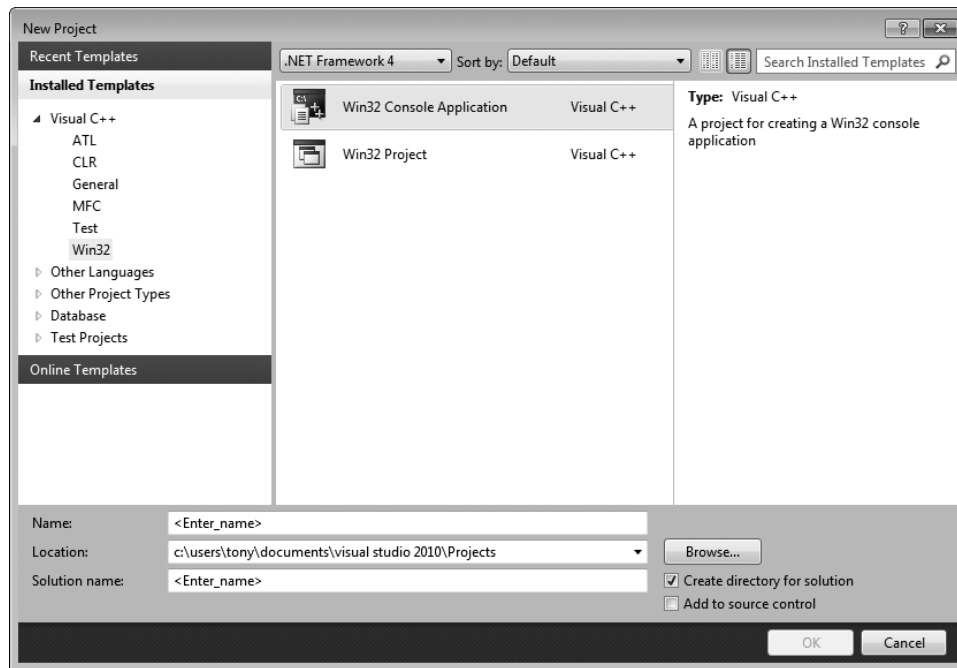 New Project
?
Recent Templates
.NET Framework 4
Sort by:
Default
Search Installed Templates
Installed Templates
Visual C++
ATL
CLR
General
MFC
Test
Win32
Other Languages
Other Project Types
Database
Test Projects
Online Templates
C:\
Win32 Console Application
Visual C++
Win32 Project
Visual C++
Type: Visual C++
A project for creating a Win32 console
application
Name:
<Enter_name>
Location:
c:\users\tony\documents\visual studio 2010\Projects
Browse...
Solution name:
<Enter_name>
Create directory for solution
Add to source control
OK
Cancel